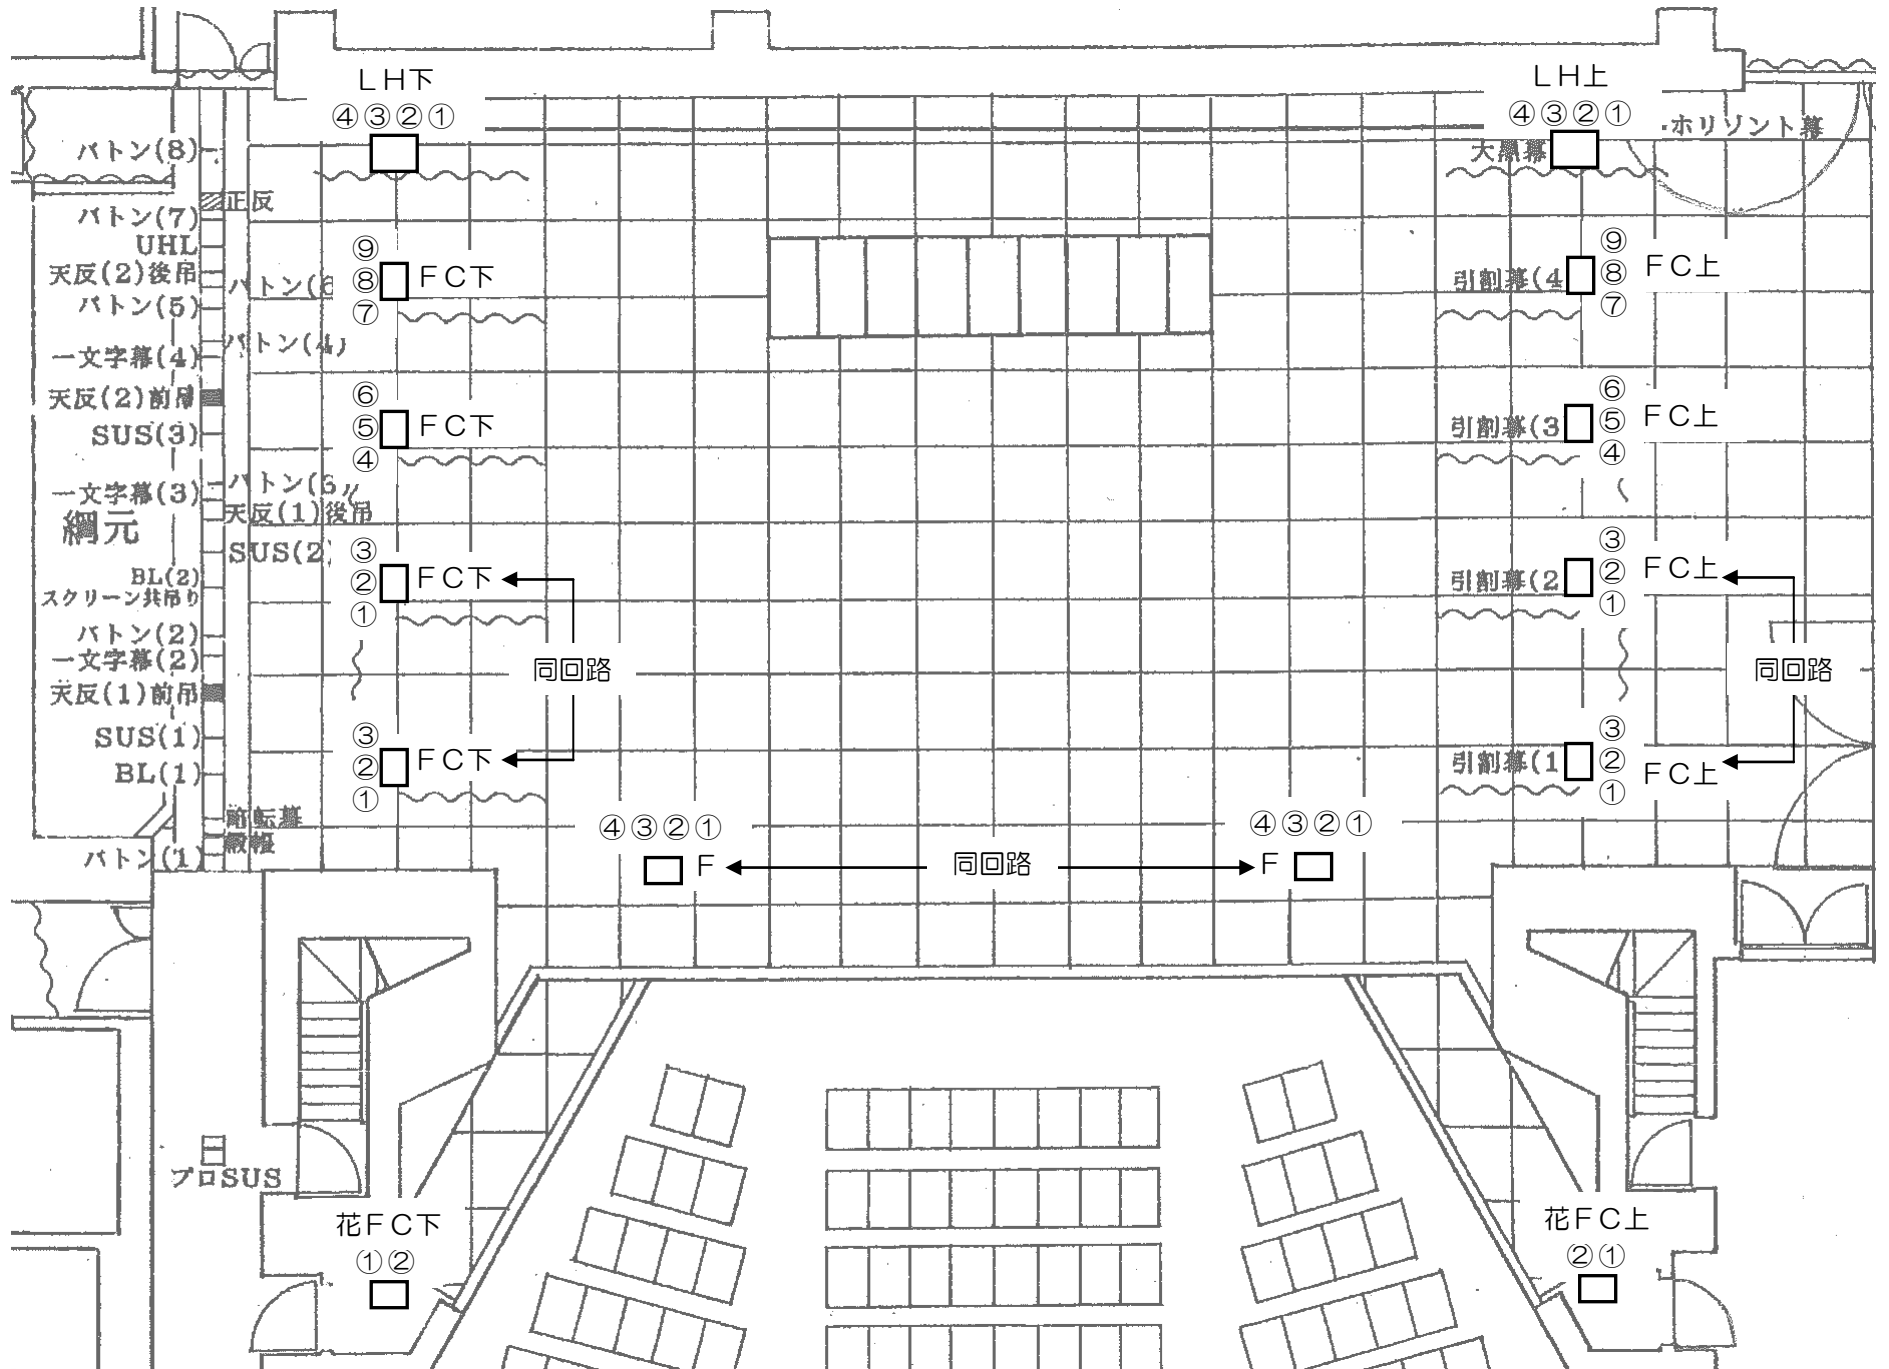 LH下
④③②①
LH上
④③②①
ホリゾント幕
大黒幕
バトン(8)
正反
バトン(7)
UHL
天反(2)後吊
バトン(6
バトン(5)
バトン(4)
一文字幕(4)
天反(2)前吊
SUS(3)
バトン(3)
一文字幕(3)
天反(1)後吊
綱元
SUS(2)
BL(2)
スクリーン共吊り
バトン(2)
一文字幕(2)
天反(1)前吊
SUS(1)
BL(1)
緞帳
バトン(1)
⑨
⑧ FC下
⑦
⑥
⑤ FC下
④
③
② FC下
①
同回路
③
② FC下
①
⑨
引割幕(4 ⑧ FC上
⑦
⑥
引割幕(3 ⑤ FC上
④
③
引割幕(2 ② FC上
①
同回路
③
引割幕(1 ② FC上
①
④③②①
F
同回路
④③②①
F
プロSUS
花FC下
①②
花FC上
②①